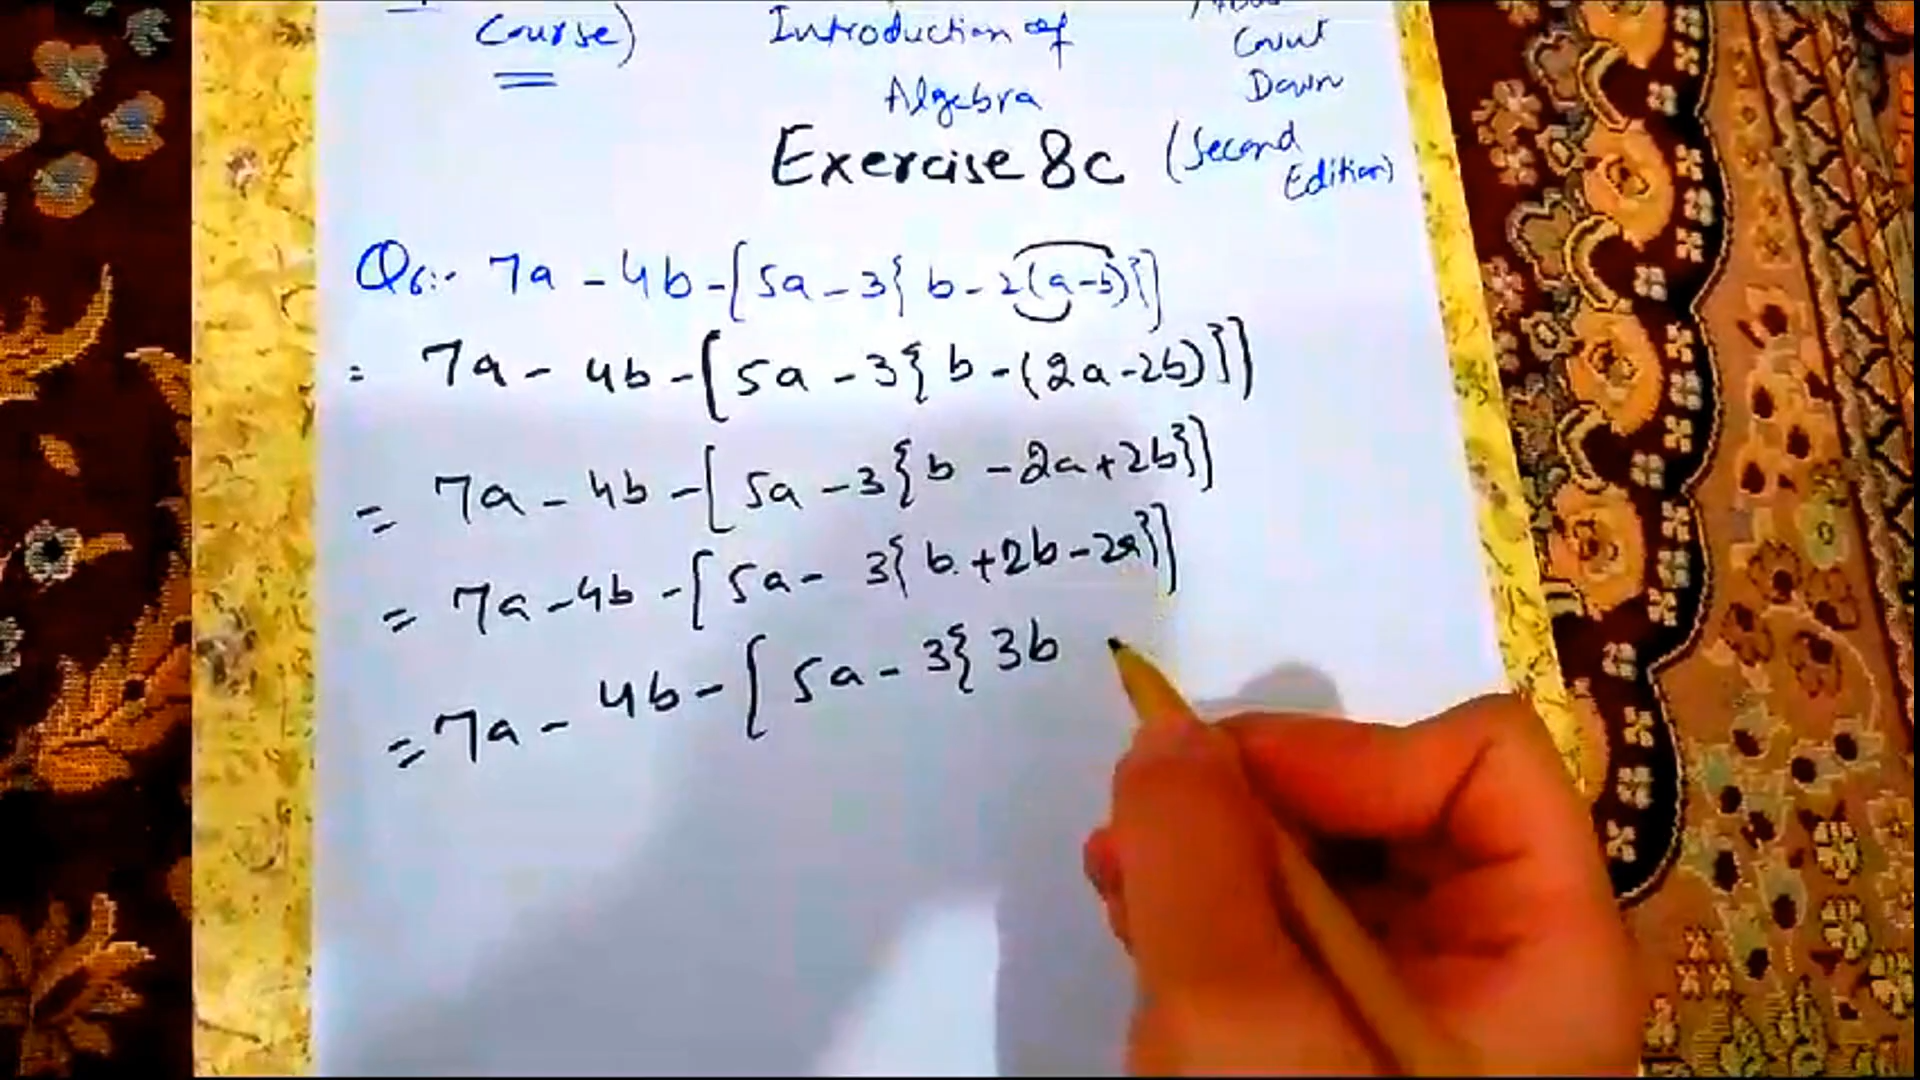 Course) Introduction of Count
Algebra Down
Exercise 8c (Second
Edition)
Q6:- 7a - 4b - [5a - 3{ b - 2(a - b)}]
= 7a - 4b - [5a - 3{ b - (2a - 2b)}]
= 7a - 4b - [5a - 3{ b - 2a + 2b}]
= 7a - 4b - [5a - 3{ b + 2b - 2a}]
= 7a - 4b - [5a - 3} 3b